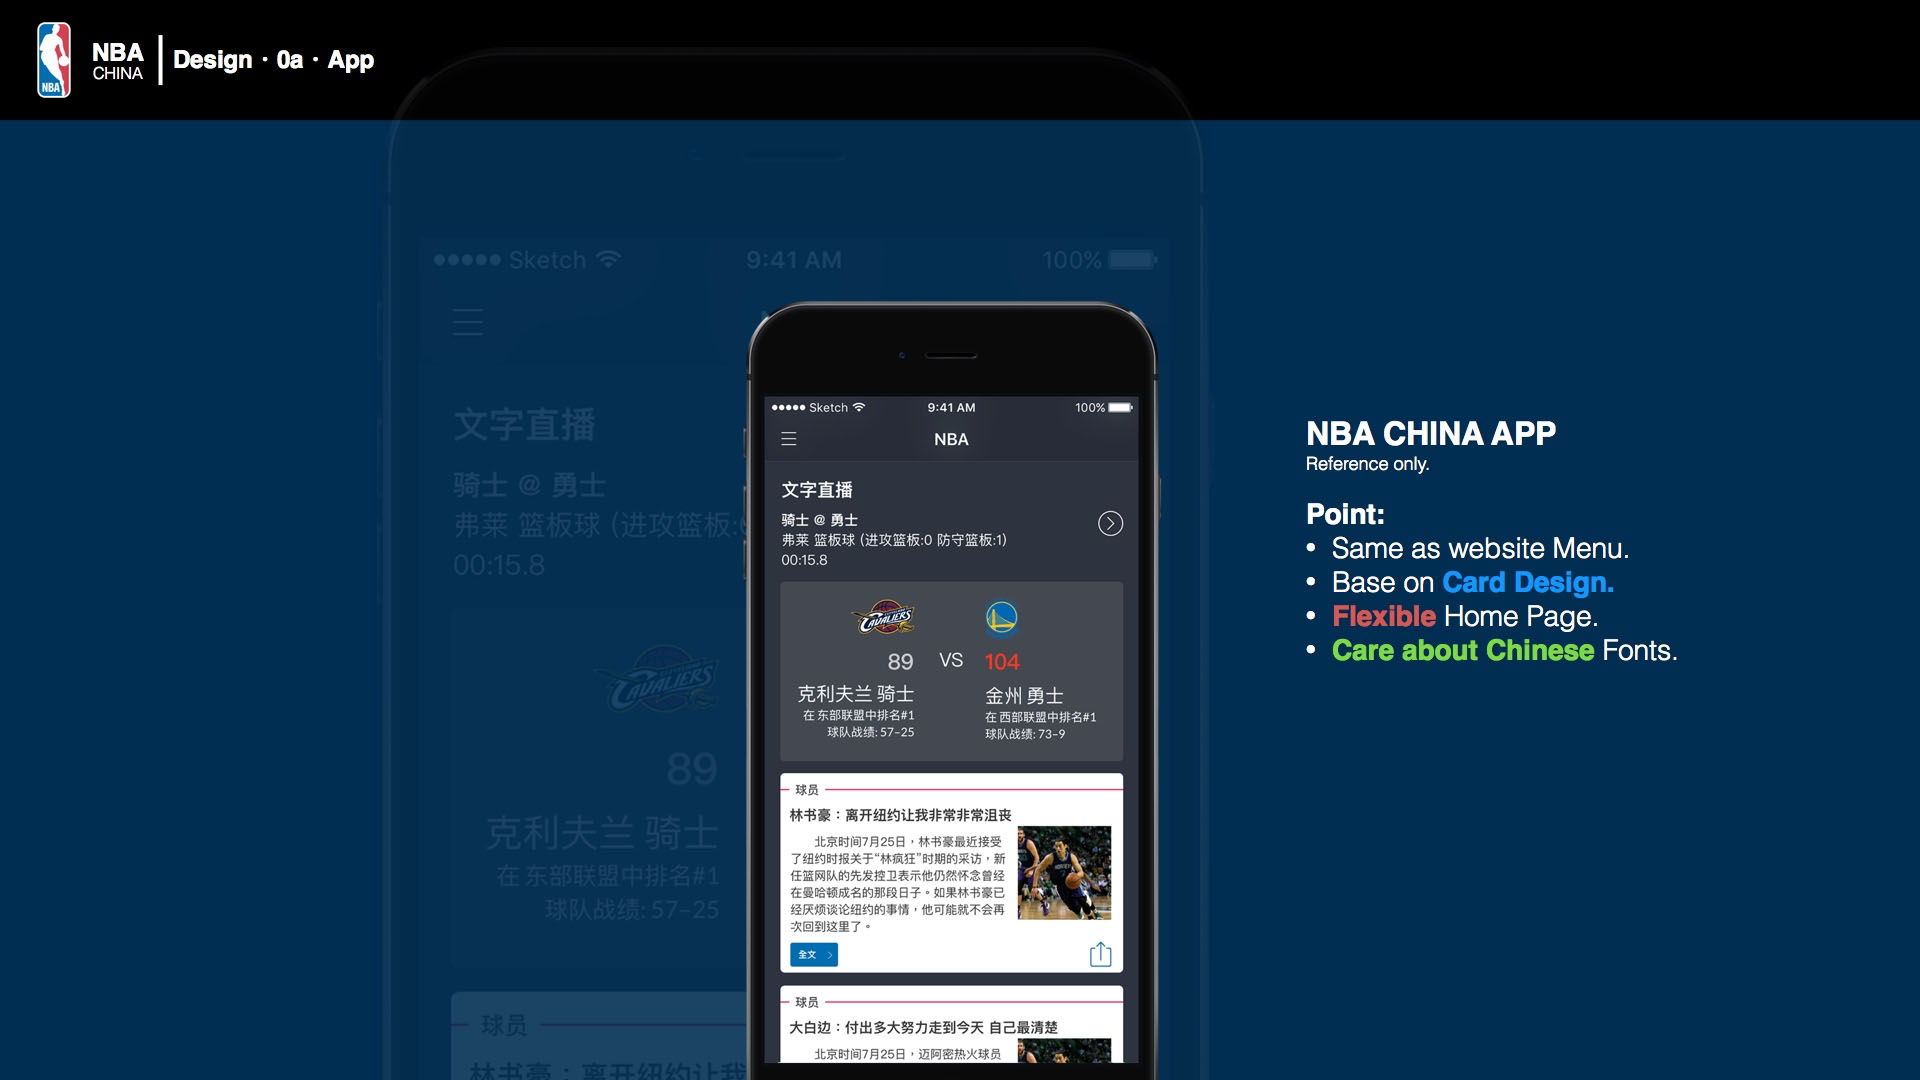 NBA
NBA
CHINA
Design · 0a · App
Sketch
9:41 AM
100%
文字直播
骑士 @ 勇士
弗莱 篮板球 (进攻篮板:
00:15.8
CAVALIERS
89
克利夫兰 骑士
在 东部联盟中排名#1
球队战绩: 57-25
球员
林书豪：离开纽约让我
Sketch
9:41 AM
100%
NBA
文字直播
骑士 @ 勇士
弗莱 篮板球 (进攻篮板:0 防守篮板:1)
00:15.8
CAVALIERS
89 VS 104
克利夫兰 骑士
在 东部联盟中排名#1
球队战绩: 57-25
金州 勇士
在 西部联盟中排名#1
球队战绩: 73-9
球员
林书豪：离开纽约让我非常非常沮丧
北京时间7月25日，林书豪最近接受
了纽约时报关于“林疯狂”时期的采访，新
任篮网队的先发控卫表示他仍然怀念曾经
在曼哈顿成名的那段日子。如果林书豪已
经厌烦谈论纽约的事情，他可能就不会再
次回到这里了。
全文
球员
大白边：付出多大努力走到今天 自己最清楚
北京时间7月25日，迈阿密热火球员
NBA CHINA APP
Reference only.
Point:
• Same as website Menu.
• Base on Card Design.
• Flexible Home Page.
• Care about Chinese Fonts.